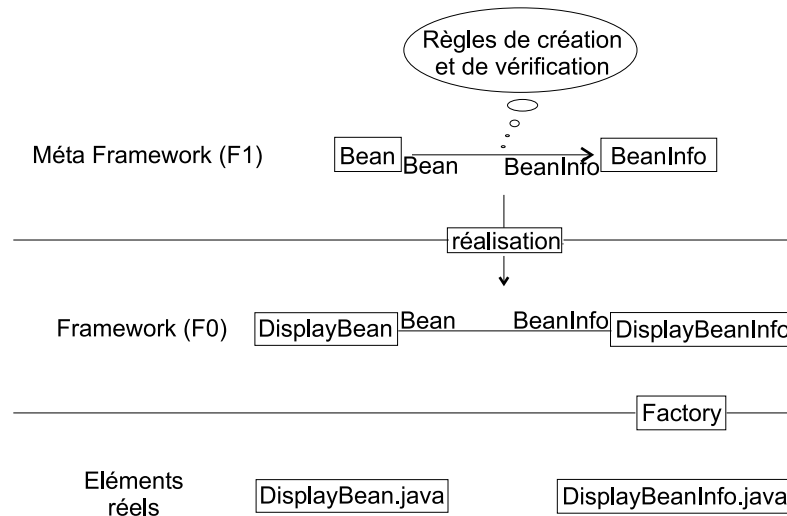 Règles de création
et de vérification
Méta Framework (F1)
Bean
Bean
BeanInfo
BeanInfo
réalisation
Framework (F0)
DisplayBean
Bean
BeanInfo
DisplayBeanInfo
Factory
Eléments
réels
DisplayBean.java
DisplayBeanInfo.java